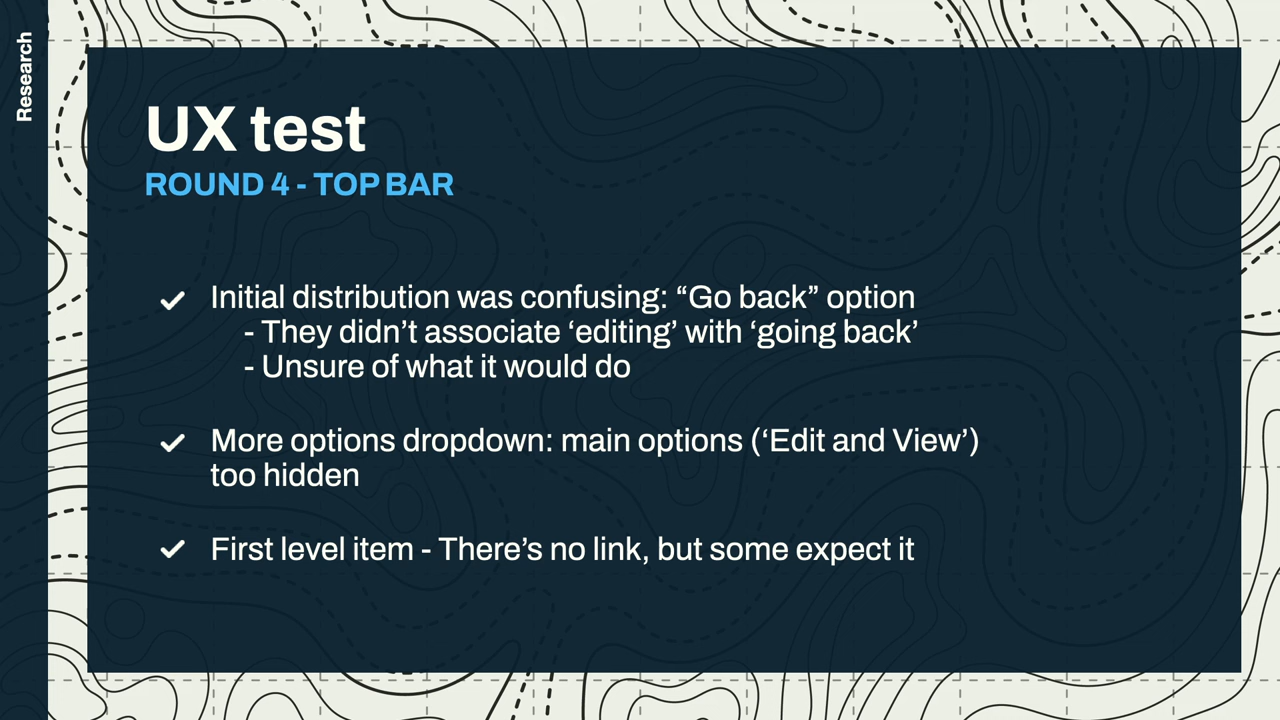 Research
UX test
ROUND 4 - TOP BAR
Initial distribution was confusing: “Go back” option
- They didn’t associate ‘editing’ with ‘going back’
- Unsure of what it would do
More options dropdown: main options (‘Edit and View’)
too hidden
First level item - There’s no link, but some expect it